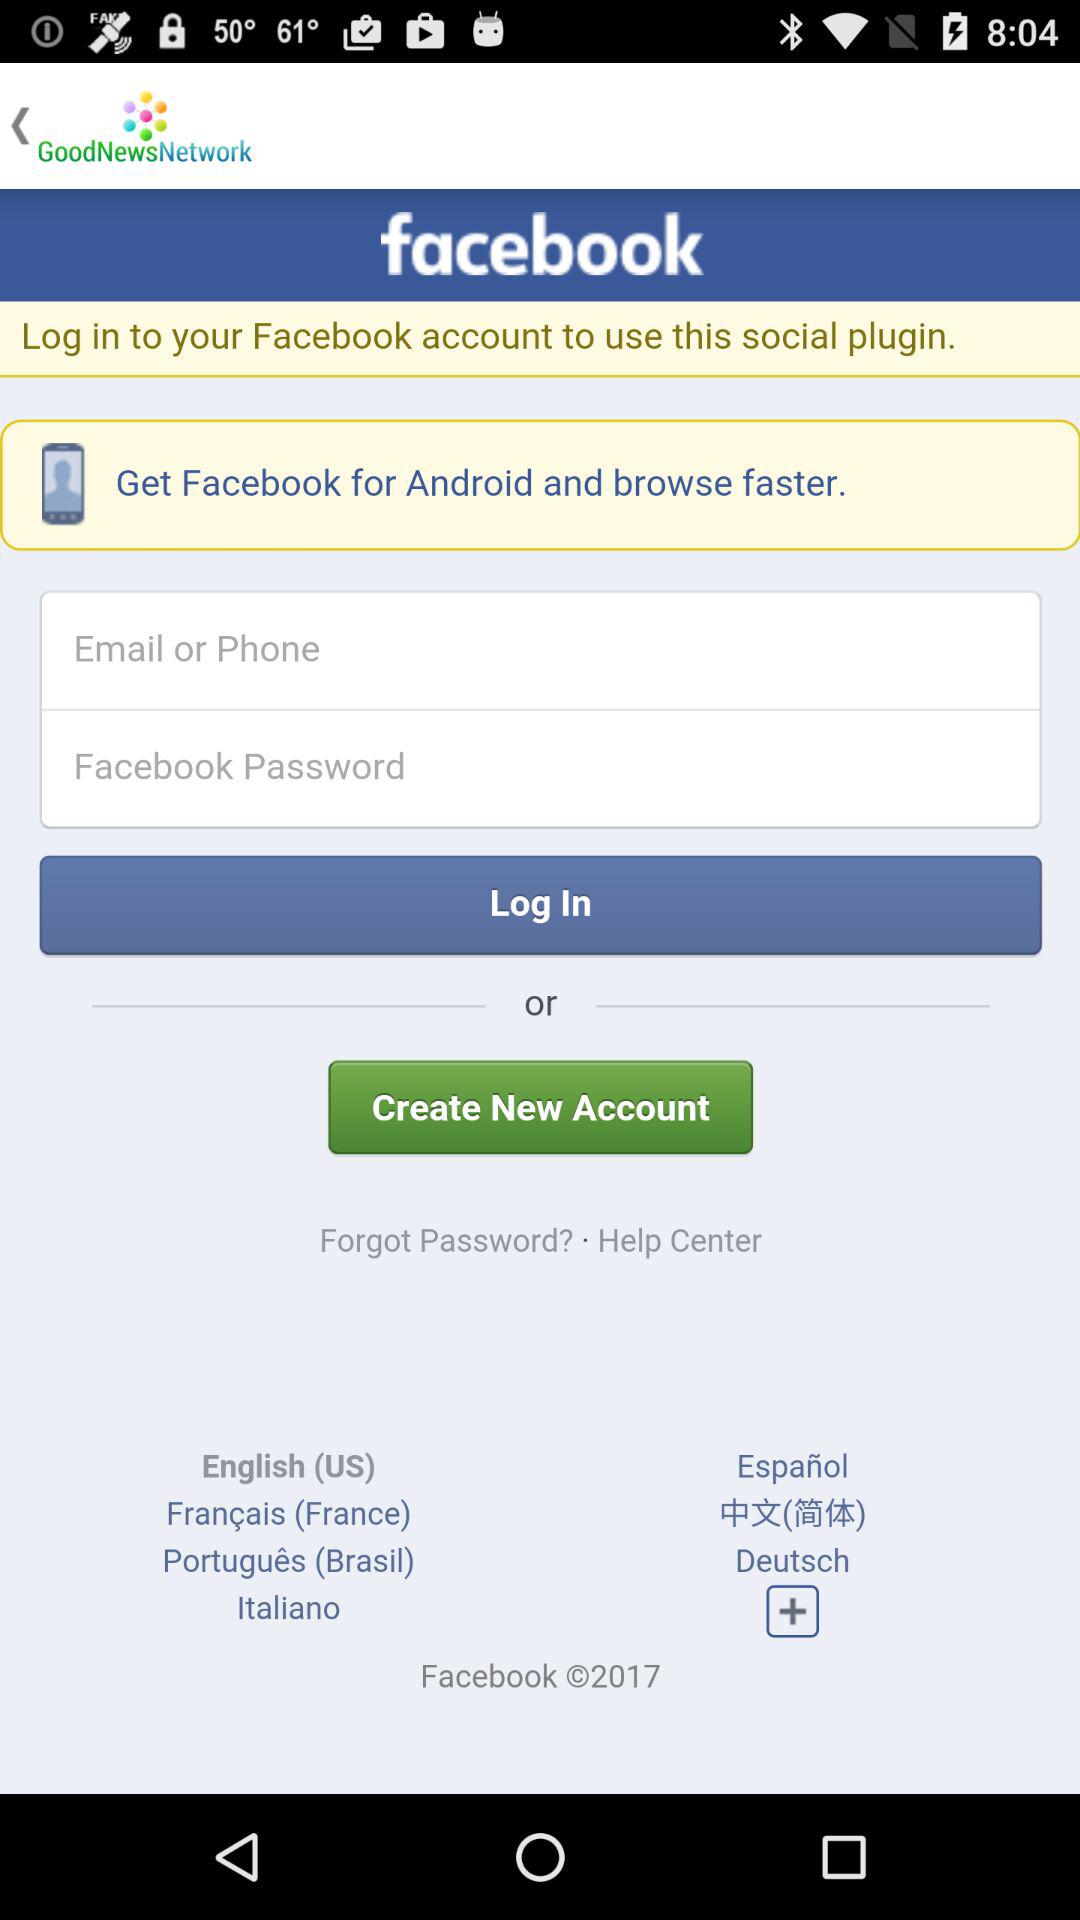 FAKE
50° 61° 8:04
GoodNewsNetwork
facebook
Log in to your Facebook account to use this social plugin.
Get Facebook for Android and browse faster.
Email or Phone
Facebook Password
Log In
or
Create New Account
Forgot Password? · Help Center
English (US) Español
Français (France) 中文(简体)
Português (Brasil) Deutsch
Italiano
Facebook ©2017